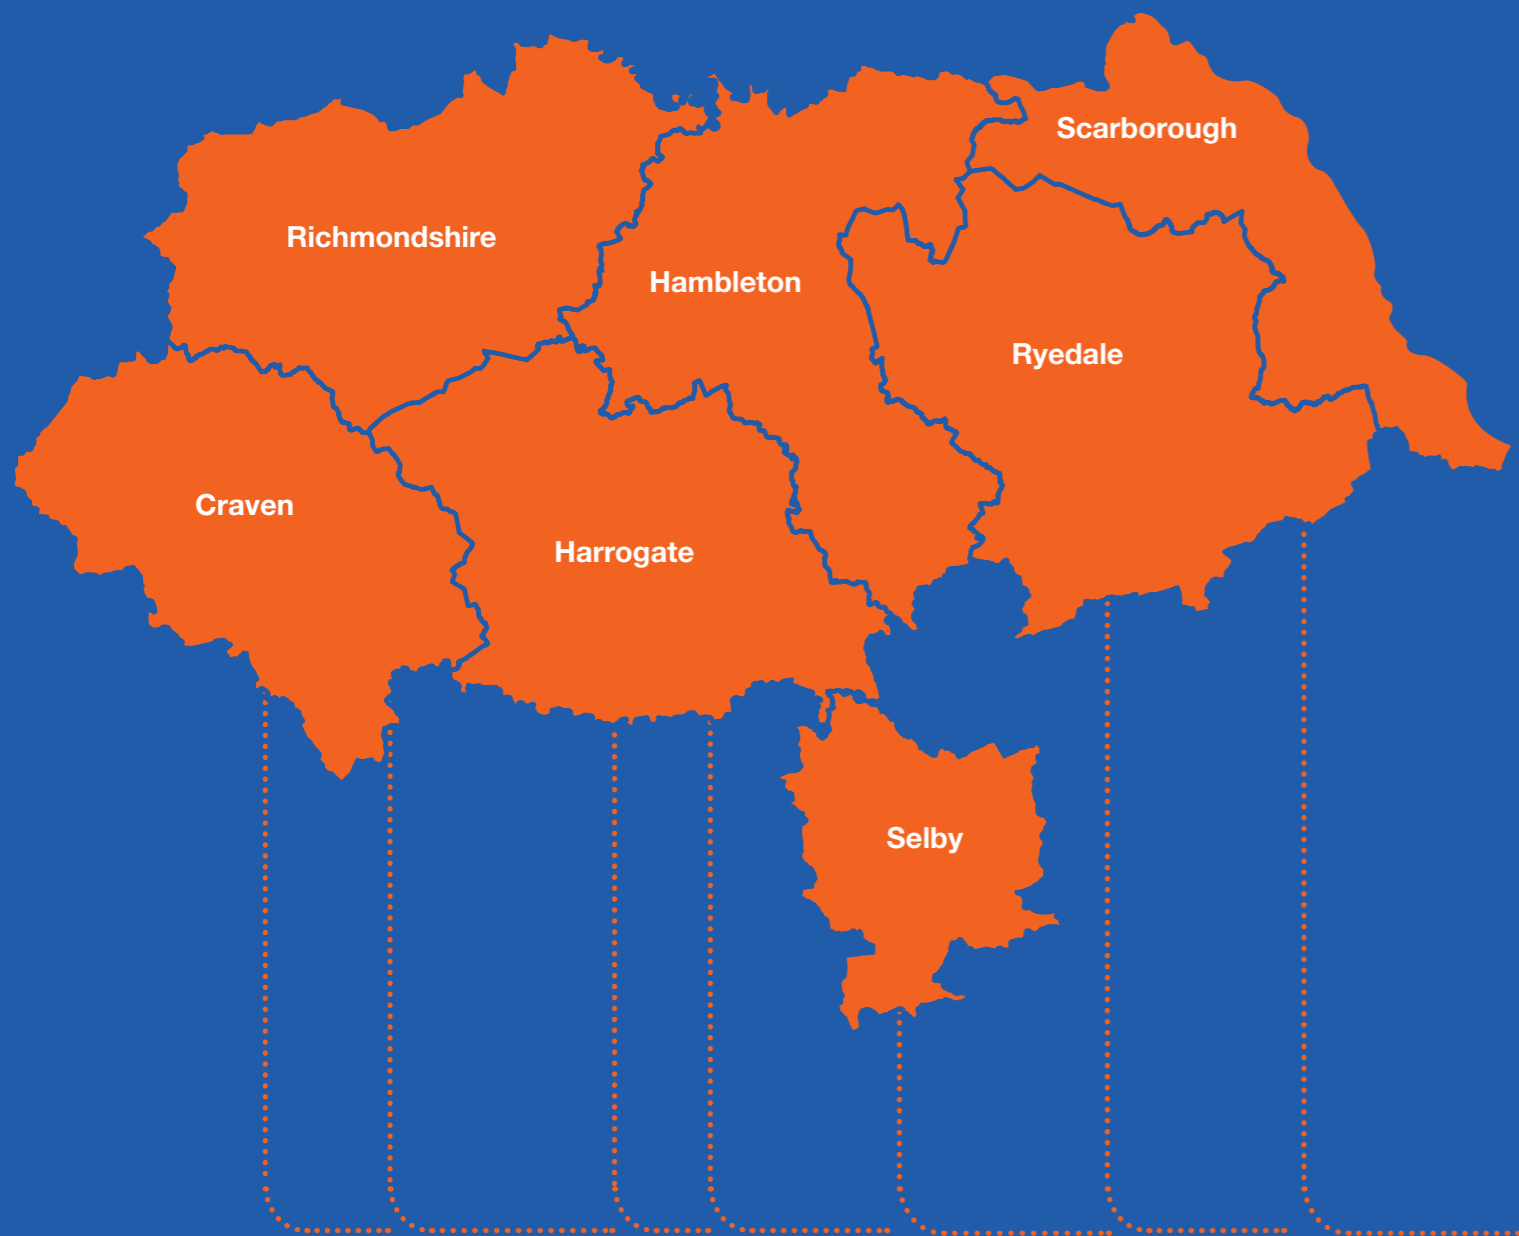 Scarborough
Richmondshire
Hambleton
Ryedale
Craven
Harrogate
Selby